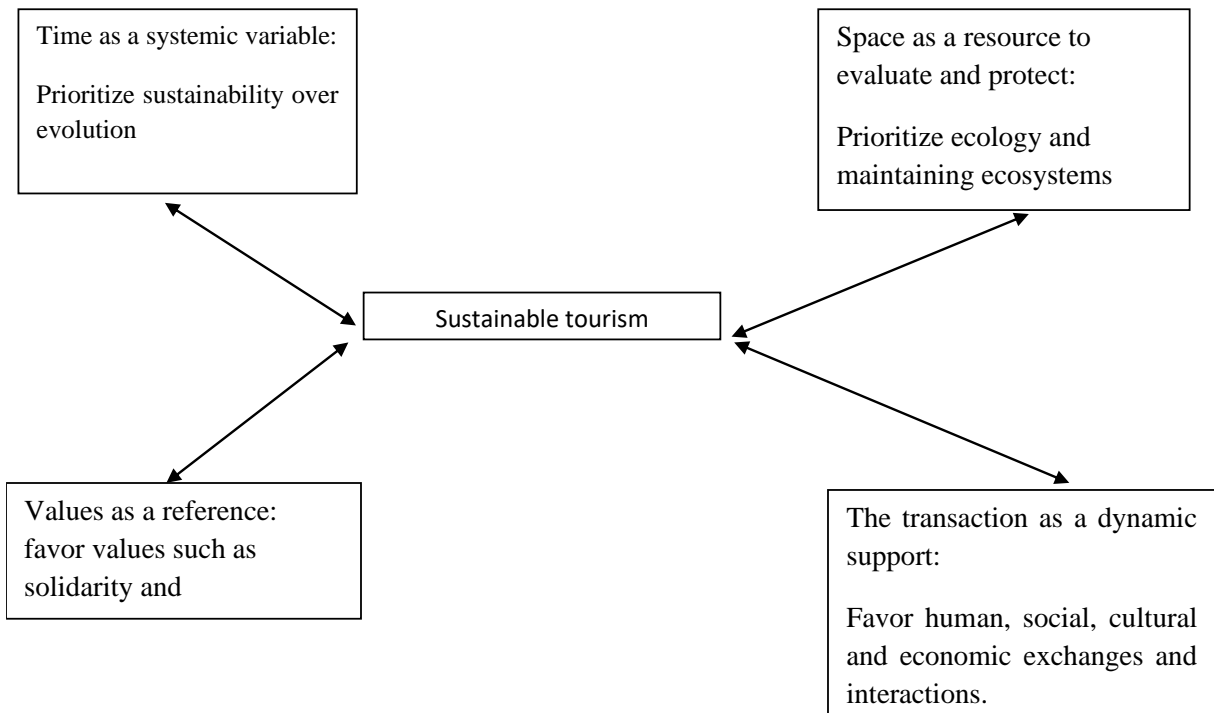 Time as a systemic variable:
Prioritize sustainability over
evolution
Space as a resource to
evaluate and protect:
Prioritize ecology and
maintaining ecosystems
Sustainable tourism
Values as a reference:
favor values such as
solidarity and
The transaction as a dynamic
support:
Favor human, social, cultural
and economic exchanges and
interactions.